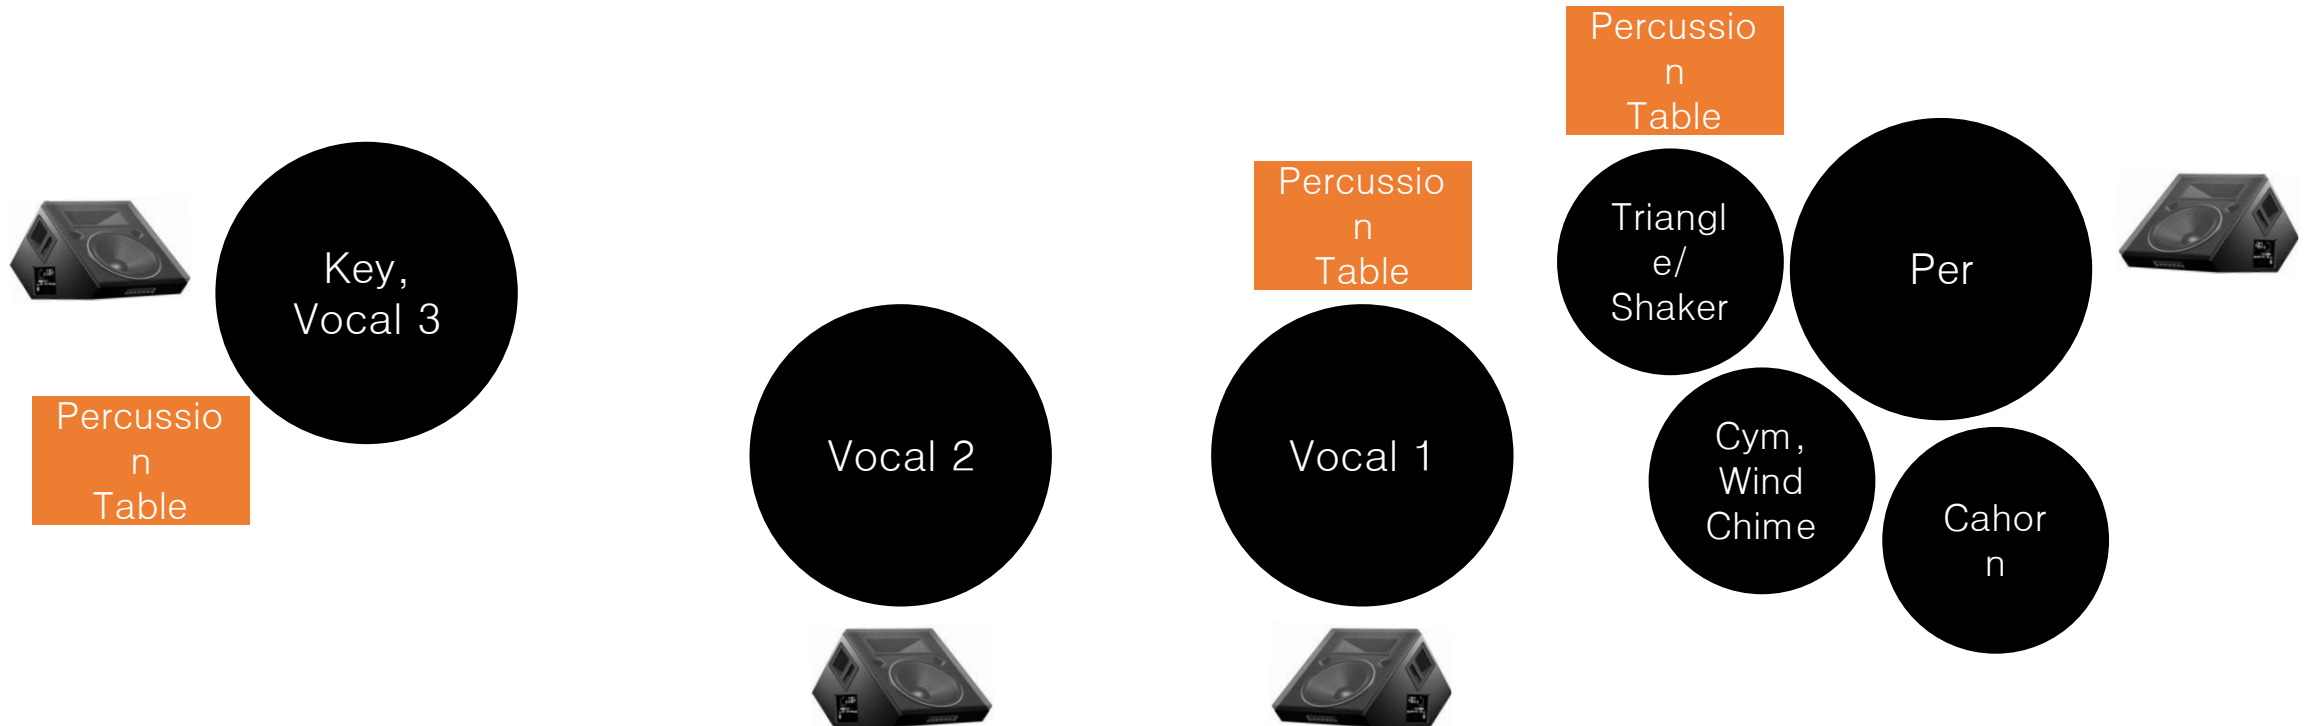 Percussio
n
Table
Percussio
n
Table
Triangl
e/
Shaker
Per
Key,
Vocal 3
Percussio
n
Table
Vocal 2
Vocal 1
Cym,
Wind
Chime
Cahor
n